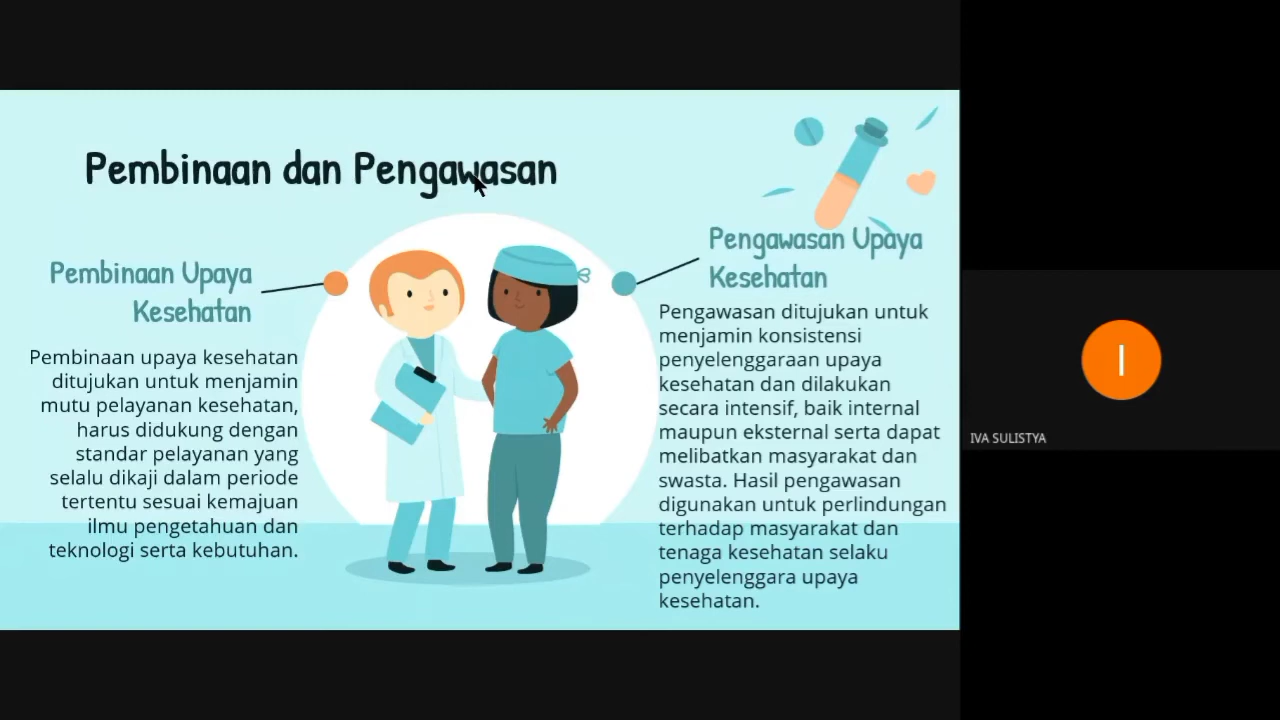 Pembinaan dan Pengawasan
Pembinaan Upaya
Kesehatan
Pembinaan upaya kesehatan
ditujukan untuk menjamin
mutu pelayanan kesehatan,
harus didukung dengan
standar pelayanan yang
selalu dikaji dalam periode
tertentu sesuai kemajuan
ilmu pengetahuan dan
teknologi serta kebutuhan.
Pengawasan Upaya
Kesehatan
Pengawasan ditujukan untuk
menjamin konsistensi
penyelenggaraan upaya
kesehatan dan dilakukan
secara intensif, baik internal
maupun eksternal serta dapat
melibatkan masyarakat dan
swasta. Hasil pengawasan
digunakan untuk perlindungan
terhadap masyarakat dan
tenaga kesehatan selaku
penyelenggara upaya
kesehatan.
I
IVA SULISTYA